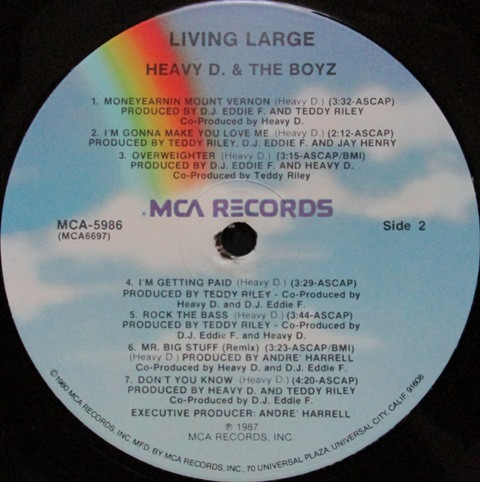 LIVING LARGE
HEAVY D. & THE BOYZ
1. MONEYEARNIN MOUNT VERNON (Heavy D.) (3:32-ASCAP)
PRODUCED BY D.J. EDDIE F. AND TEDDY RILEY
Co-Produced by Heavy D.
2. I'M GONNA MAKE YOU LOVE ME (2:12-ASCAP)
PRODUCED BY TEDDY RILEY, D.J. EDDIE F. AND JAY HENRY
3. OVERWEIGHTER (Heavy D.) (3:15-ASCAP/BMI)
PRODUCED BY D.J. EDDIE F. AND HEAVY D.
Co-Produced by Teddy Riley
MCA RECORDS
MCA-5986
(MCA6697)
Side 2
4. I'M GETTING PAID (Heavy D.) (3:29-ASCAP)
PRODUCED BY TEDDY RILEY - Co-Produced by
Heavy D. and D.J. Eddie F.
5. ROCK THE BASS (Heavy D.) (3:44-ASCAP)
PRODUCED BY TEDDY RILEY - Co-Produced by
D.J. Eddie F. and Heavy D.
6. MR. BIG STUFF (Remix) (3:23-ASCAP/BMI)
(Heavy D.) PRODUCED BY ANDRE' HARRELL
Co-Produced by Heavy D. and D.J. Eddie F.
7. DON'T YOU KNOW (Heavy D.) (4:20-ASCAP)
PRODUCED BY HEAVY D. AND TEDDY RILEY
Co-Produced by D.J. Eddie F.
EXECUTIVE PRODUCER: ANDRE' HARRELL
℗ 1987
MCA RECORDS, INC.
©1980 MCA RECORDS, INC. MFD. BY MCA RECORDS, INC., 70 UNIVERSAL PLAZA, UNIVERSAL CITY, CALIF. 91608